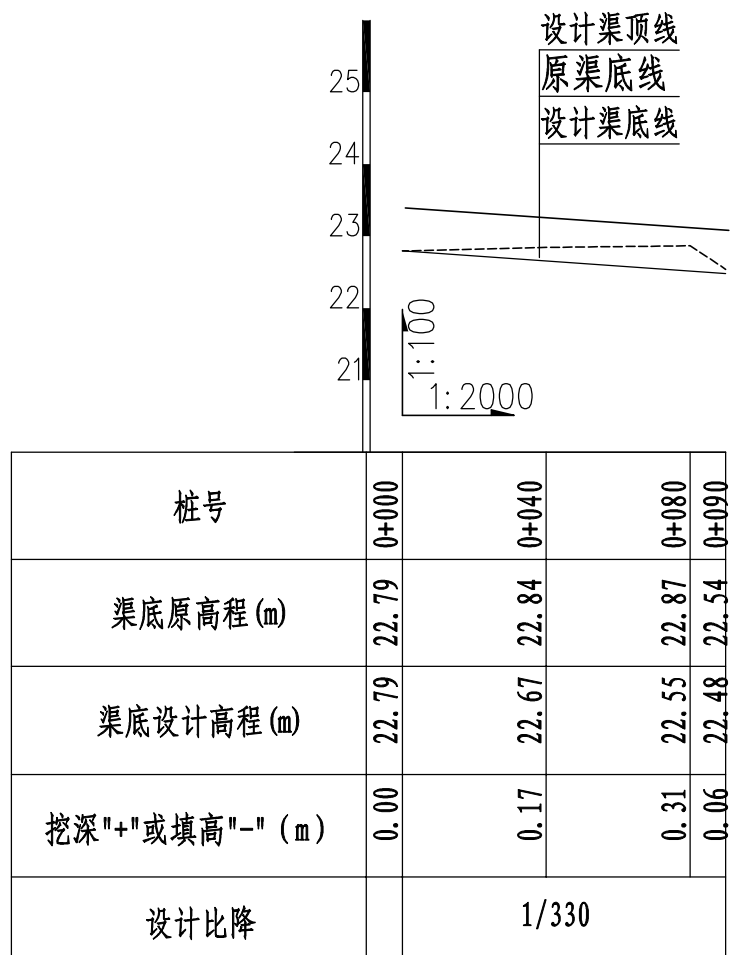 设计渠顶线
原渠底线
设计渠底线
25
24
23
22
21
1:100
1:2000
桩号 0+000 0+040 0+080 0+090
渠底原高程(m) 22.79 22.84 22.87 22.54
渠底设计高程(m) 22.79 22.67 22.55 22.48
挖深"+"或填高"-"(m) 0.00 0.17 0.31 0.06
设计比降 1/330